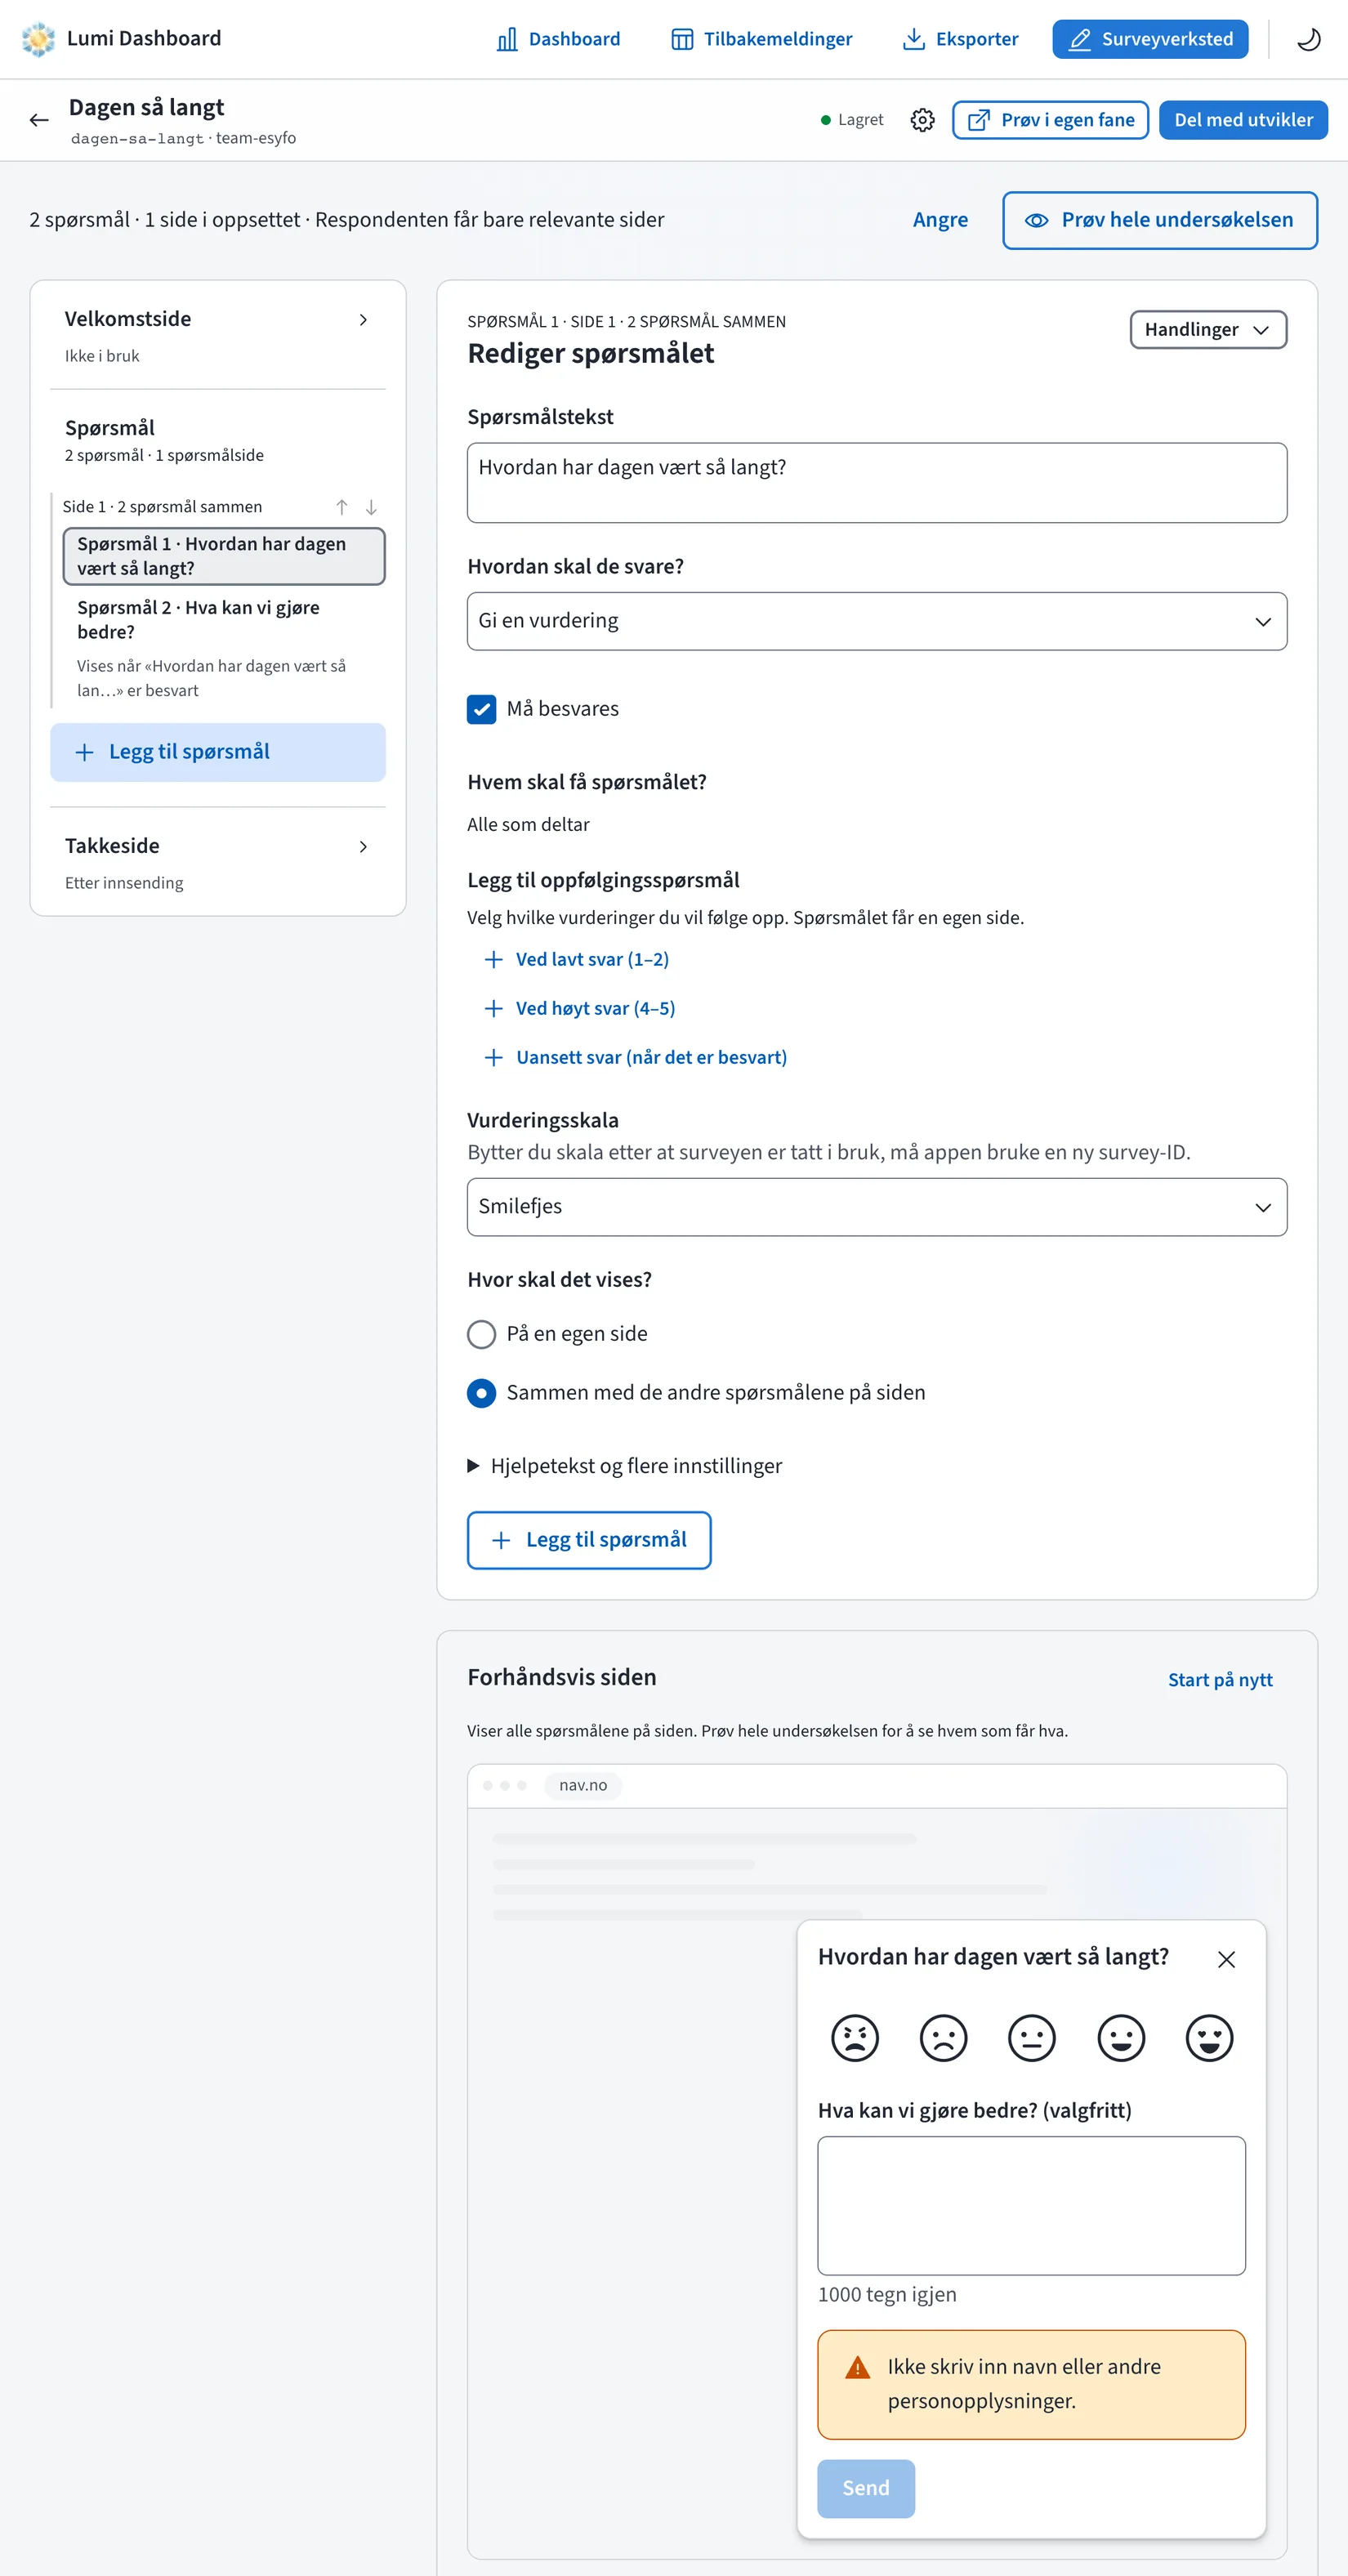 Lumi Dashboard
Dashboard
Tilbakemeldinger
Eksporter
Surveyverksted
Dagen så langt
dagen-sa-langt · team-esyfo
Lagret
Prøv i egen fane
Del med utvikler
2 spørsmål · 1 side i oppsettet · Respondenten får bare relevante sider
Angre
Prøv hele undersøkelsen
Velkomstside
Ikke i bruk
Spørsmål
2 spørsmål · 1 spørsmålside
Side 1 · 2 spørsmål sammen
Spørsmål 1 · Hvordan har dagen
vært så langt?
Spørsmål 2 · Hva kan vi gjøre
bedre?
Vises når «Hvordan har dagen vært så
lan…» er besvart
Legg til spørsmål
Takkeside
Etter innsending
SPØRSMÅL 1 · SIDE 1 · 2 SPØRSMÅL SAMMEN
Rediger spørsmålet
Handlinger
Spørsmålstekst
Hvordan har dagen vært så langt?
Hvordan skal de svare?
Gi en vurdering
Må besvares
Hvem skal få spørsmålet?
Alle som deltar
Legg til oppfølgingsspørsmål
Velg hvilke vurderinger du vil følge opp. Spørsmålet får en egen side.
Ved lavt svar (1–2)
Ved høyt svar (4–5)
Uansett svar (når det er besvart)
Vurderingsskala
Bytter du skala etter at surveyen er tatt i bruk, må appen bruke en ny survey-ID.
Smilefjes
Hvor skal det vises?
På en egen side
Sammen med de andre spørsmålene på siden
Hjelpetekst og flere innstillinger
Legg til spørsmål
Forhåndsvis siden
Start på nytt
Viser alle spørsmålene på siden. Prøv hele undersøkelsen for å se hvem som får hva.
nav.no
Hvordan har dagen vært så langt?
Hva kan vi gjøre bedre? (valgfritt)
1000 tegn igjen
Ikke skriv inn navn eller andre
personopplysninger.
Send